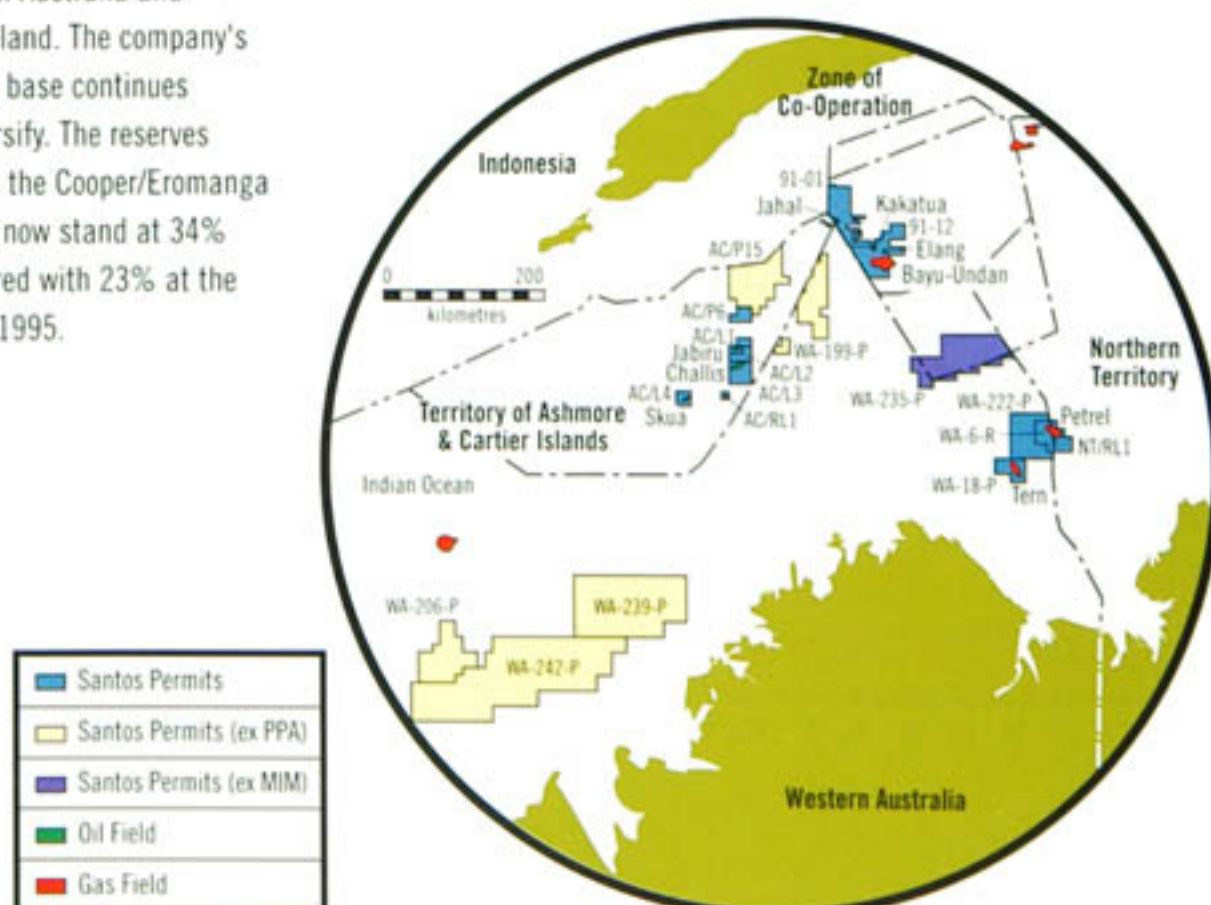 Australia and
land. The company's
base continues
rsify. The reserves
the Cooper/Eromanga
now stand at 34%
red with 23% at the
1995.
Zone of
Co-Operation
Indonesia
91-01
Jahal
Kakatua
91-12
Elang
Bayu-Undan
AC/P15
0 200
kilometres
AC/P6
AC/L1
Jabiru
Challis
WA-199-P
AC/L2
AC/L3
AC/L4
Skua
AC/RL1
Northern
Territory
WA-235-P
WA-222-P
Petrel
WA-6-R
NT/RL1
WA-18-P
Tern
Territory of Ashmore
& Cartier Islands
Indian Ocean
WA-206-P
WA-239-P
WA-242-P
Western Australia
Santos Permits
Santos Permits (ex PPA)
Santos Permits (ex MIM)
Oil Field
Gas Field